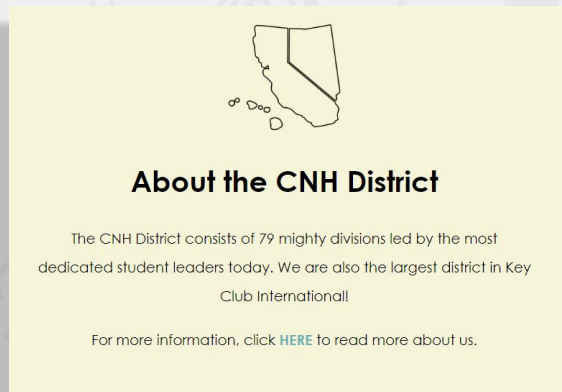 About the CNH District
The CNH District consists of 79 mighty divisions led by the most
dedicated student leaders today. We are also the largest district in Key
Club International!
For more information, click HERE to read more about us.